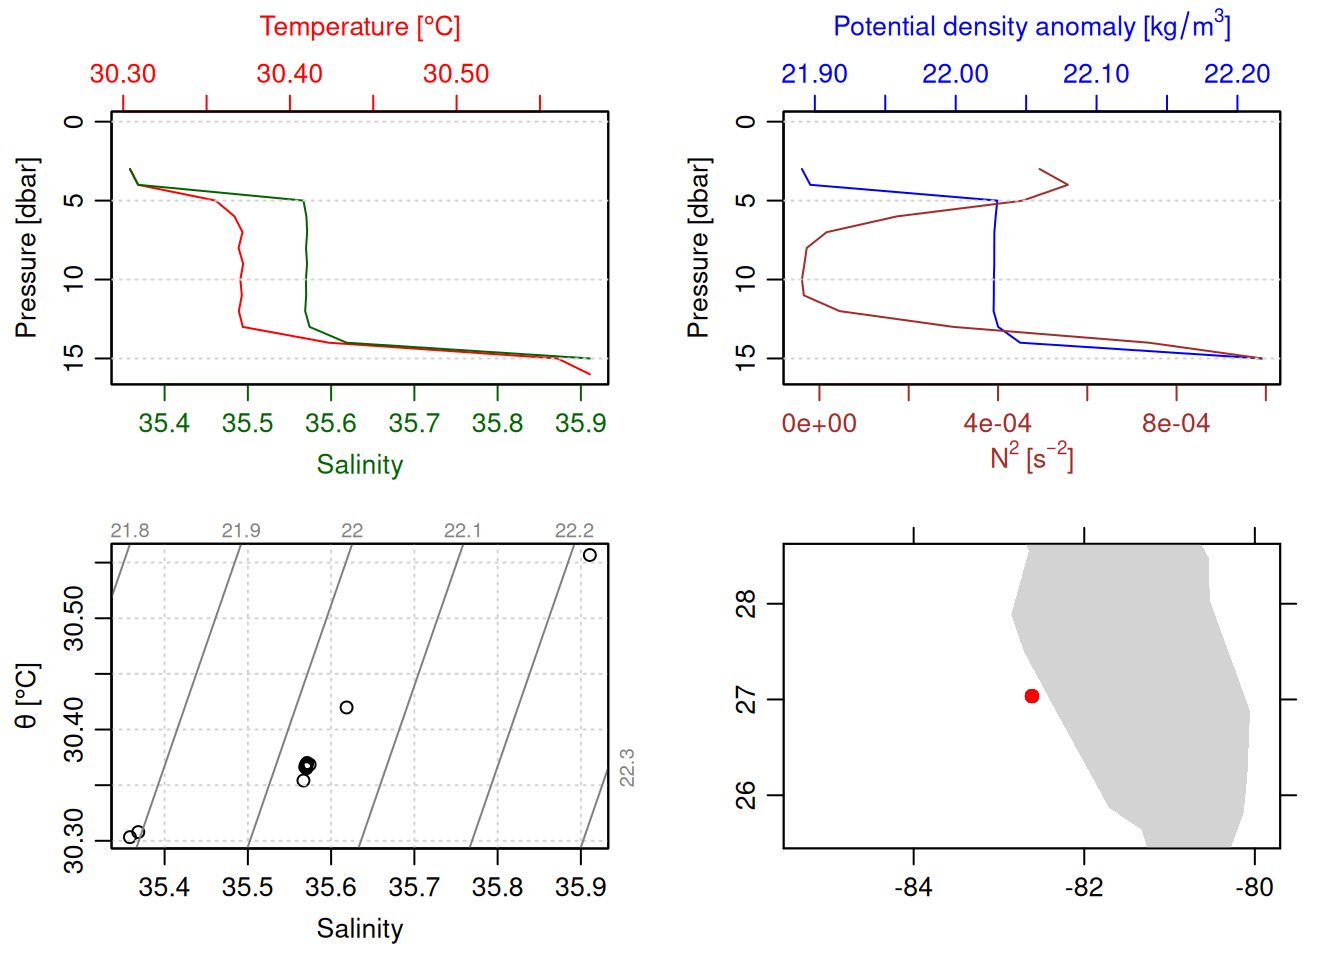 Temperature [°C]
30.30 30.40 30.50
0
5
10
15
Pressure [dbar]
35.4 35.5 35.6 35.7 35.8 35.9
Salinity
Potential density anomaly [kg/m³]
21.90 22.00 22.10 22.20
0
5
10
15
Pressure [dbar]
0e+00 4e-04 8e-04
N² [s⁻²]
21.8 21.9 22 22.1 22.2
22.3
30.50
30.40
30.30
θ [°C]
35.4 35.5 35.6 35.7 35.8 35.9
Salinity
28
27
26
-84 -82 -80